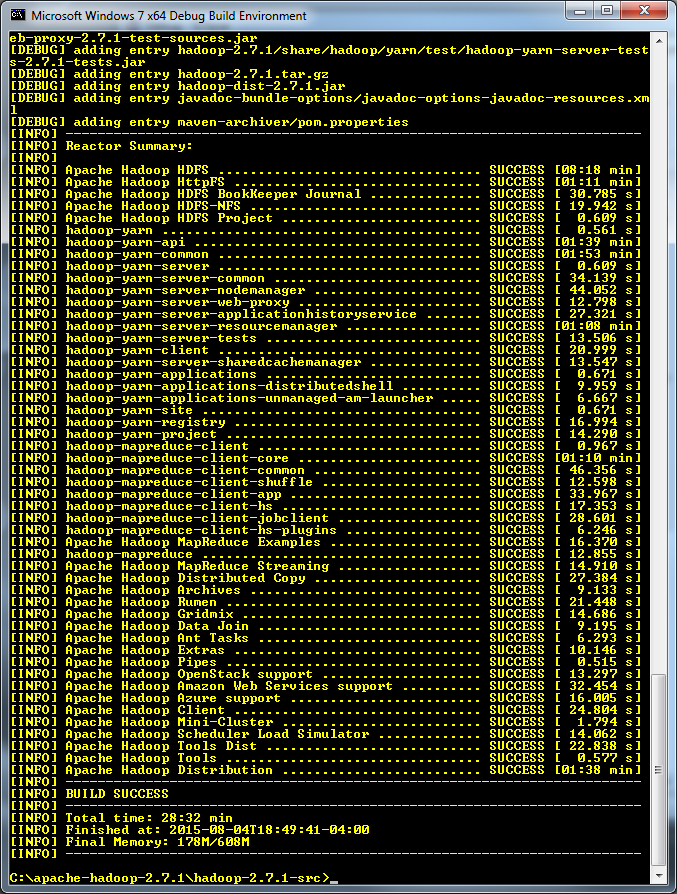 Microsoft Windows 7 x64 Debug Build Environment
eb-proxy-2.7.1-test-sources.jar
[DEBUG] adding entry hadoop-2.7.1/share/hadoop/yarn/test/hadoop-yarn-server-test
s-2.7.1-tests.jar
[DEBUG] adding entry hadoop-2.7.1.tar.gz
[DEBUG] adding entry hadoop-dist-2.7.1.jar
[DEBUG] adding entry javadoc-bundle-options/javadoc-options-javadoc-resources.xm
l
[DEBUG] adding entry maven-archiver/pom.properties
[INFO] ------------------------------------------------------------------------
[INFO] Reactor Summary:
[INFO]
[INFO] Apache Hadoop HDFS ................................. SUCCESS [08:18 min]
[INFO] Apache Hadoop HttpFS ............................... SUCCESS [01:11 min]
[INFO] Apache Hadoop HDFS BookKeeper Journal .............. SUCCESS [ 30.785 s]
[INFO] Apache Hadoop HDFS-NFS ............................. SUCCESS [ 19.942 s]
[INFO] Apache Hadoop HDFS Project ......................... SUCCESS [  0.609 s]
[INFO] hadoop-yarn ........................................ SUCCESS [  0.561 s]
[INFO] hadoop-yarn-api .................................... SUCCESS [01:39 min]
[INFO] hadoop-yarn-common ................................. SUCCESS [01:53 min]
[INFO] hadoop-yarn-server ................................. SUCCESS [  0.609 s]
[INFO] hadoop-yarn-server-common .......................... SUCCESS [ 34.139 s]
[INFO] hadoop-yarn-server-nodemanager ..................... SUCCESS [ 44.052 s]
[INFO] hadoop-yarn-server-web-proxy ....................... SUCCESS [ 12.798 s]
[INFO] hadoop-yarn-server-applicationhistoryservice ....... SUCCESS [ 27.321 s]
[INFO] hadoop-yarn-server-resourcemanager ................. SUCCESS [01:08 min]
[INFO] hadoop-yarn-server-tests ........................... SUCCESS [ 13.506 s]
[INFO] hadoop-yarn-client ................................. SUCCESS [ 20.999 s]
[INFO] hadoop-yarn-server-sharedcachemanager .............. SUCCESS [ 13.547 s]
[INFO] hadoop-yarn-applications ........................... SUCCESS [  0.671 s]
[INFO] hadoop-yarn-applications-distributedshell .......... SUCCESS [  9.959 s]
[INFO] hadoop-yarn-applications-unmanaged-am-launcher ..... SUCCESS [  6.667 s]
[INFO] hadoop-yarn-site ................................... SUCCESS [  0.671 s]
[INFO] hadoop-yarn-registry ............................... SUCCESS [ 16.994 s]
[INFO] hadoop-yarn-project ................................ SUCCESS [ 14.290 s]
[INFO] hadoop-mapreduce-client ............................ SUCCESS [  0.967 s]
[INFO] hadoop-mapreduce-client-core ....................... SUCCESS [01:10 min]
[INFO] hadoop-mapreduce-client-common ..................... SUCCESS [ 46.356 s]
[INFO] hadoop-mapreduce-client-shuffle .................... SUCCESS [ 12.598 s]
[INFO] hadoop-mapreduce-client-app ........................ SUCCESS [ 33.967 s]
[INFO] hadoop-mapreduce-client-hs ......................... SUCCESS [ 17.353 s]
[INFO] hadoop-mapreduce-client-jobclient .................. SUCCESS [ 28.601 s]
[INFO] hadoop-mapreduce-client-hs-plugins ................. SUCCESS [  6.246 s]
[INFO] Apache Hadoop MapReduce Examples ................... SUCCESS [ 16.370 s]
[INFO] hadoop-mapreduce ................................... SUCCESS [ 12.855 s]
[INFO] Apache Hadoop MapReduce Streaming .................. SUCCESS [ 14.910 s]
[INFO] Apache Hadoop Distributed Copy ..................... SUCCESS [ 27.384 s]
[INFO] Apache Hadoop Archives ............................. SUCCESS [  9.133 s]
[INFO] Apache Hadoop Rumen ................................ SUCCESS [ 21.448 s]
[INFO] Apache Hadoop Gridmix .............................. SUCCESS [ 14.686 s]
[INFO] Apache Hadoop Data Join ............................ SUCCESS [  9.195 s]
[INFO] Apache Hadoop Ant Tasks ............................ SUCCESS [  6.293 s]
[INFO] Apache Hadoop Extras ............................... SUCCESS [ 10.146 s]
[INFO] Apache Hadoop Pipes ................................ SUCCESS [  0.515 s]
[INFO] Apache Hadoop OpenStack support .................... SUCCESS [ 13.297 s]
[INFO] Apache Hadoop Amazon Web Services support .......... SUCCESS [ 32.454 s]
[INFO] Apache Hadoop Azure support ........................ SUCCESS [ 16.005 s]
[INFO] Apache Hadoop Client ............................... SUCCESS [ 24.804 s]
[INFO] Apache Hadoop Mini-Cluster ......................... SUCCESS [  1.794 s]
[INFO] Apache Hadoop Scheduler Load Simulator ............. SUCCESS [ 14.062 s]
[INFO] Apache Hadoop Tools Dist ........................... SUCCESS [ 22.838 s]
[INFO] Apache Hadoop Tools ................................ SUCCESS [  0.577 s]
[INFO] Apache Hadoop Distribution ......................... SUCCESS [01:38 min]
[INFO] ------------------------------------------------------------------------
[INFO] BUILD SUCCESS
[INFO] ------------------------------------------------------------------------
[INFO] Total time: 28:32 min
[INFO] Finished at: 2015-08-04T18:49:41-04:00
[INFO] Final Memory: 178M/608M
[INFO] ------------------------------------------------------------------------
C:\apache-hadoop-2.7.1\hadoop-2.7.1-src>_